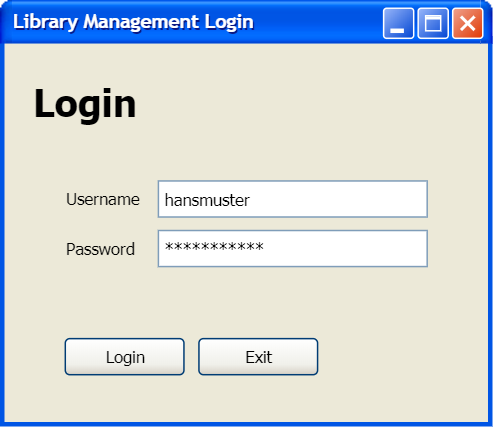 Library Management Login
Login
Username hansmuster
Password ***********
Login Exit